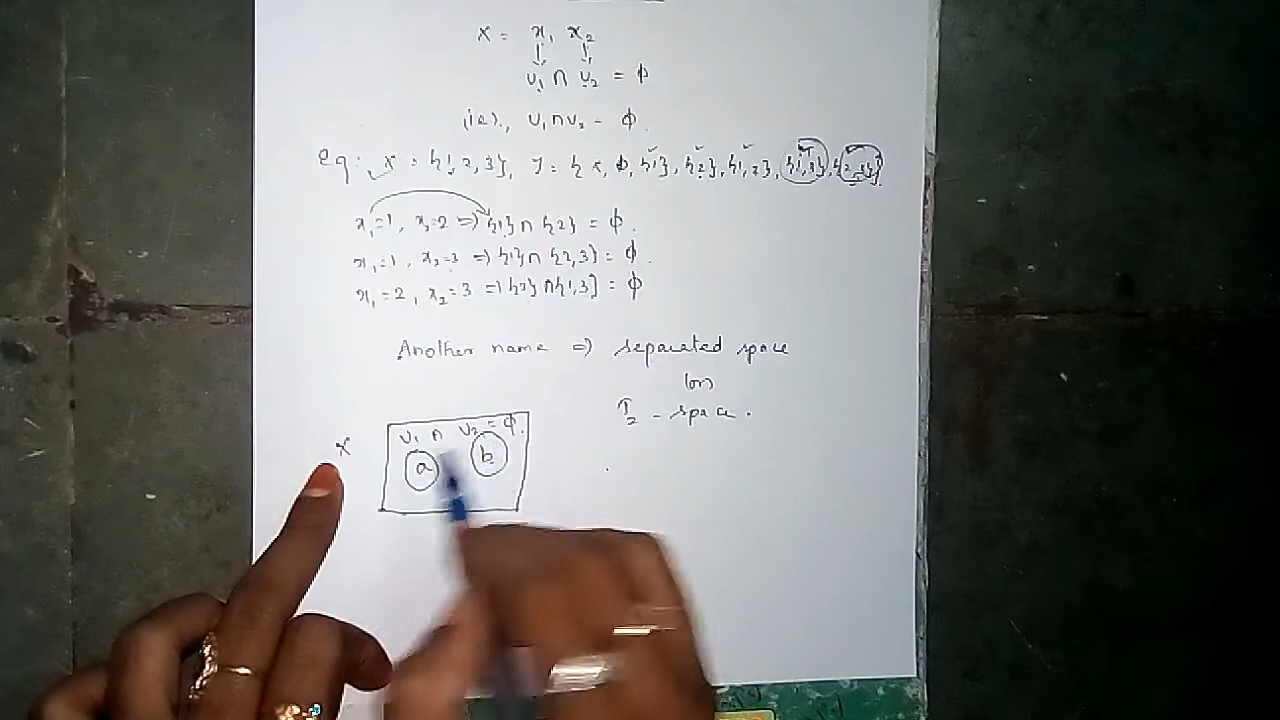 X = x₁ x₂
↓ ↓
U₁ ∩ U₂ = ϕ
(ie)., U₁∩U₂ = ϕ.
Eg: X = {1, 2, 3}, T = { X, ϕ, {1}, {2}, {1, 2}, {1, 3}, {2, 3}}
x₁=1, x₂=2 => {1} ∩ {2} = ϕ.
x₁=1, x₂=3 => {1} ∩ {2, 3} = ϕ.
x₁=2, x₂=3 => {2} ∩ {1, 3} = ϕ
Another name => separated space
(or)
T₂ - space.
U₁ ∩ U₂ = ϕ.
X a b